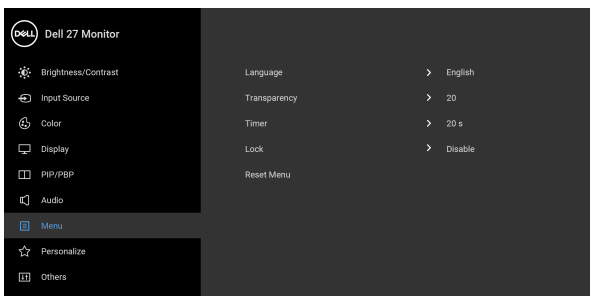 DELL Dell 27 Monitor
Brightness/Contrast
Input Source
Color
Display
PIP/PBP
Audio
Menu
Personalize
Others
Language > English
Transparency > 20
Timer > 20 s
Lock > Disable
Reset Menu